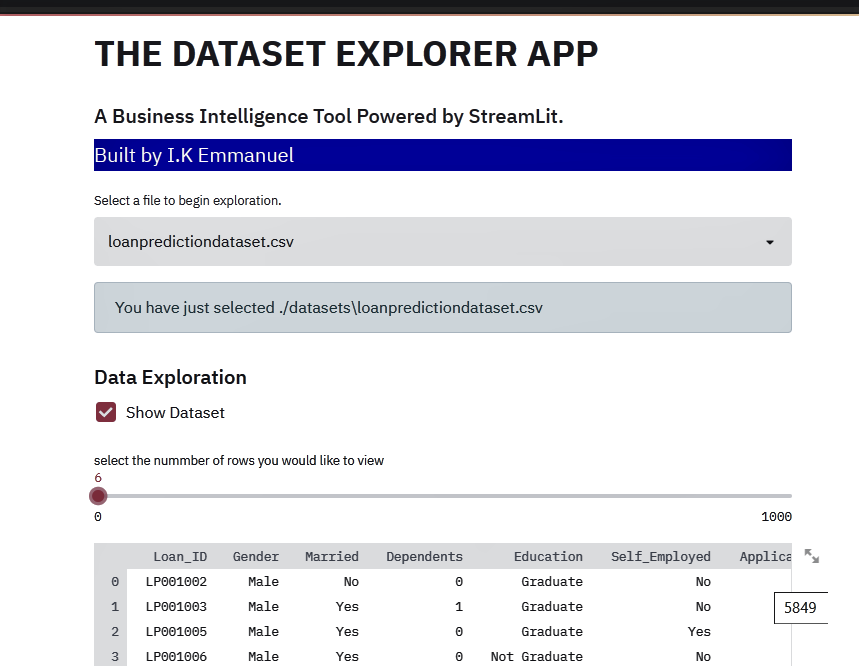 THE DATASET EXPLORER APP
A Business Intelligence Tool Powered by StreamLit.
Built by I.K Emmanuel
Select a file to begin exploration.
loanpredictiondataset.csv
You have just selected ./datasets\loanpredictiondataset.csv
Data Exploration
Show Dataset
select the nummber of rows you would like to view
6
0 1000
Loan_ID Gender Married Dependents Education Self_Employed Applica
0 LP001002 Male No 0 Graduate No
1 LP001003 Male Yes 1 Graduate No 5849
2 LP001005 Male Yes 0 Graduate Yes
3 LP001006 Male Yes 0 Not Graduate No